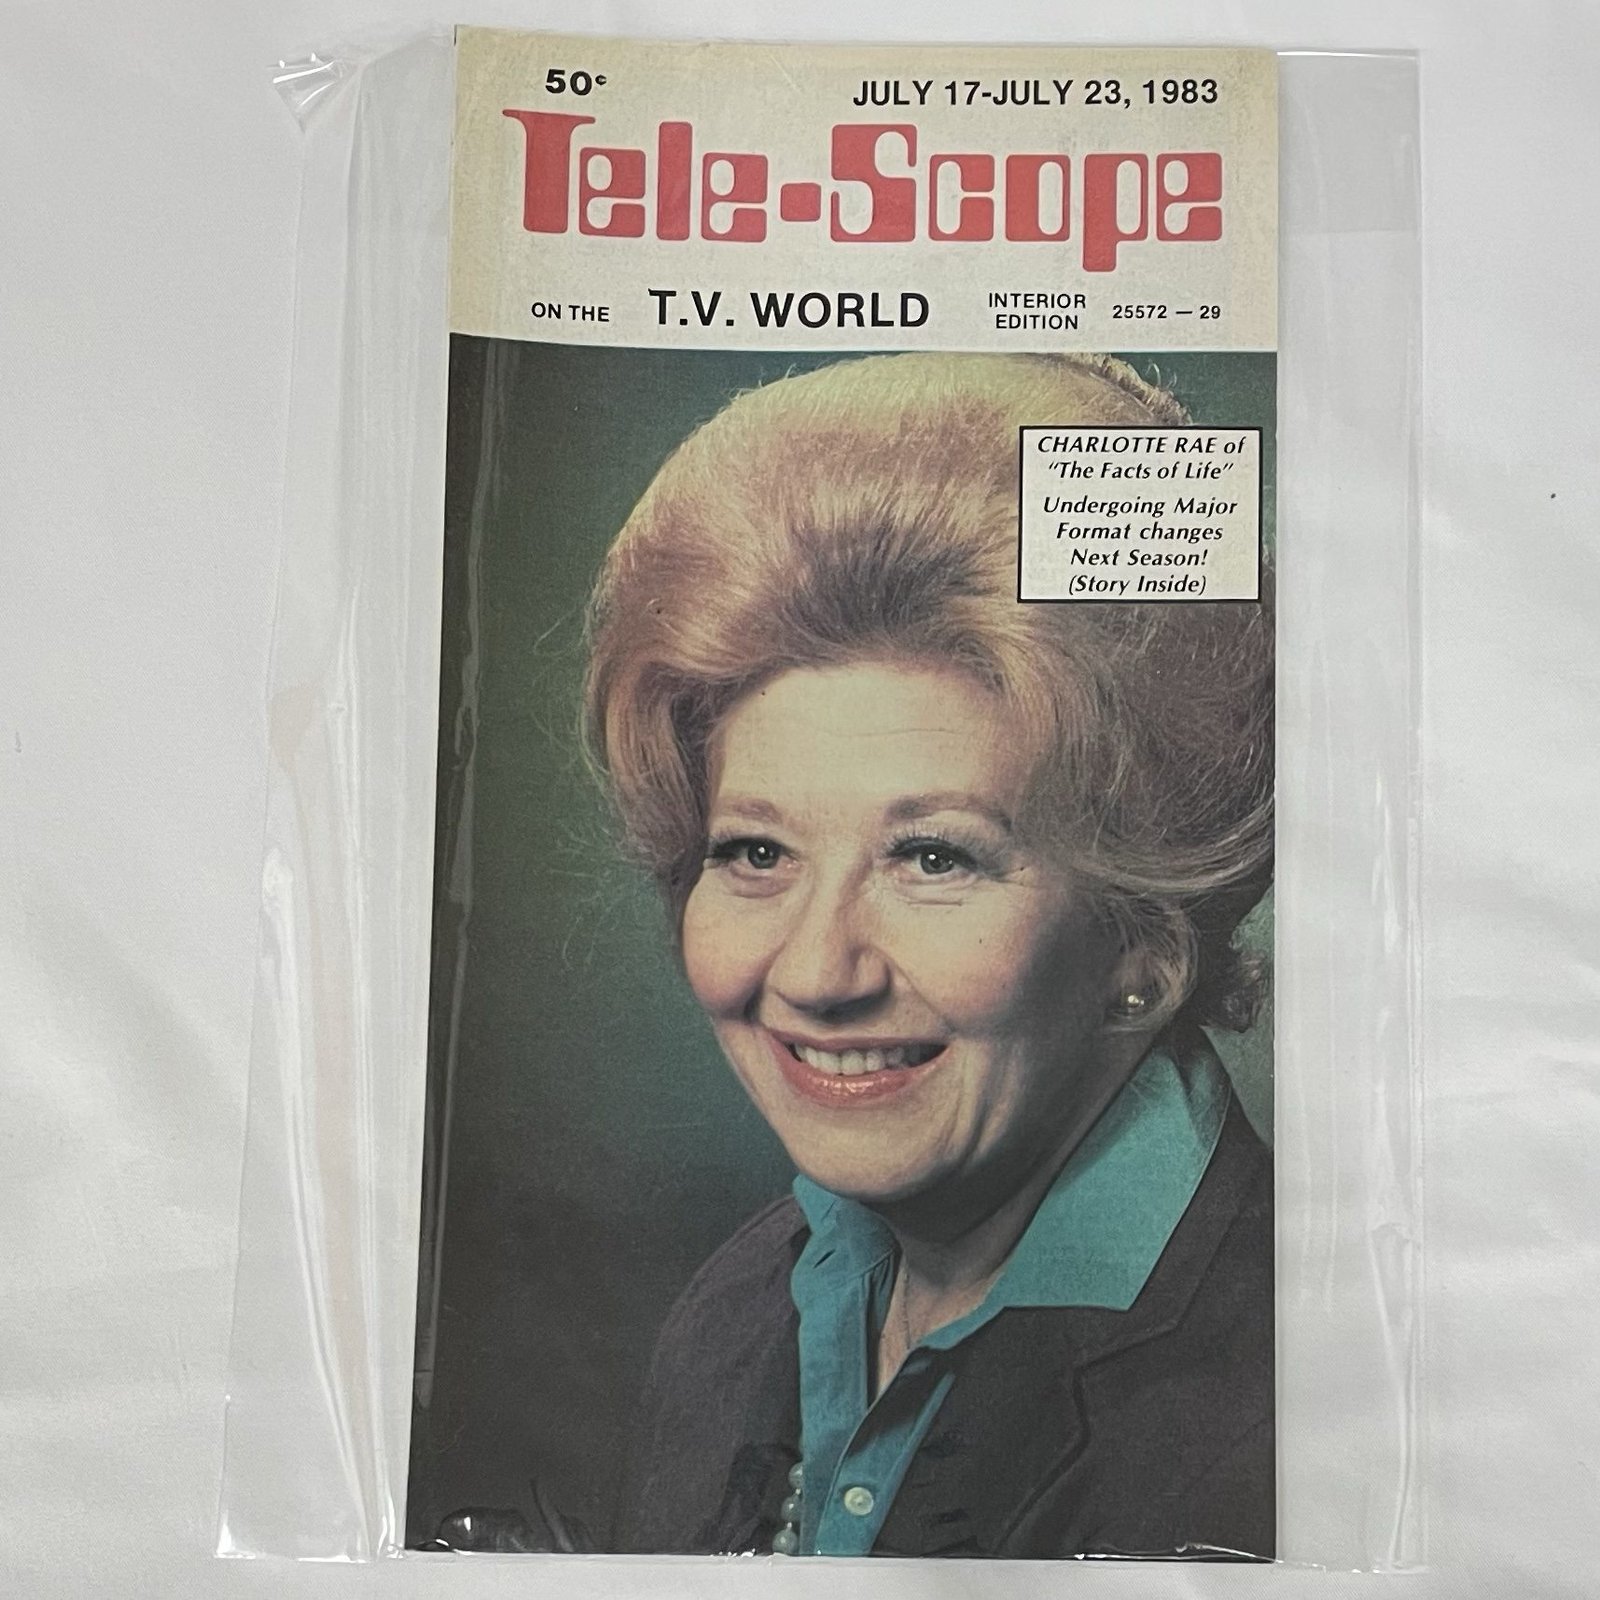 50¢ JULY 17-JULY 23, 1983
Tele-Scope
ON THE T.V. WORLD INTERIOR EDITION 25572 — 29
CHARLOTTE RAE of
"The Facts of Life"
Undergoing Major
Format changes
Next Season!
(Story Inside)